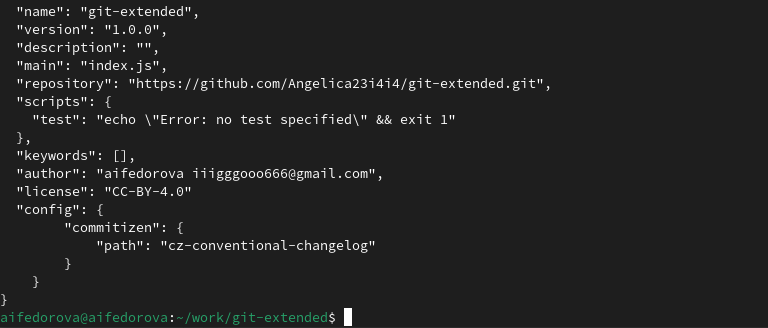 "name": "git-extended",
"version": "1.0.0",
"description": "",
"main": "index.js",
"repository": "https://github.com/Angelica23i4i4/git-extended.git",
"scripts": {
"test": "echo \"Error: no test specified\" && exit 1"
},
"keywords": [],
"author": "aifedorova iiigggooo666@gmail.com",
"license": "CC-BY-4.0"
"config": {
"commitizen": {
"path": "cz-conventional-changelog"
}
}
}
aifedorova@aifedorova:~/work/git-extended$